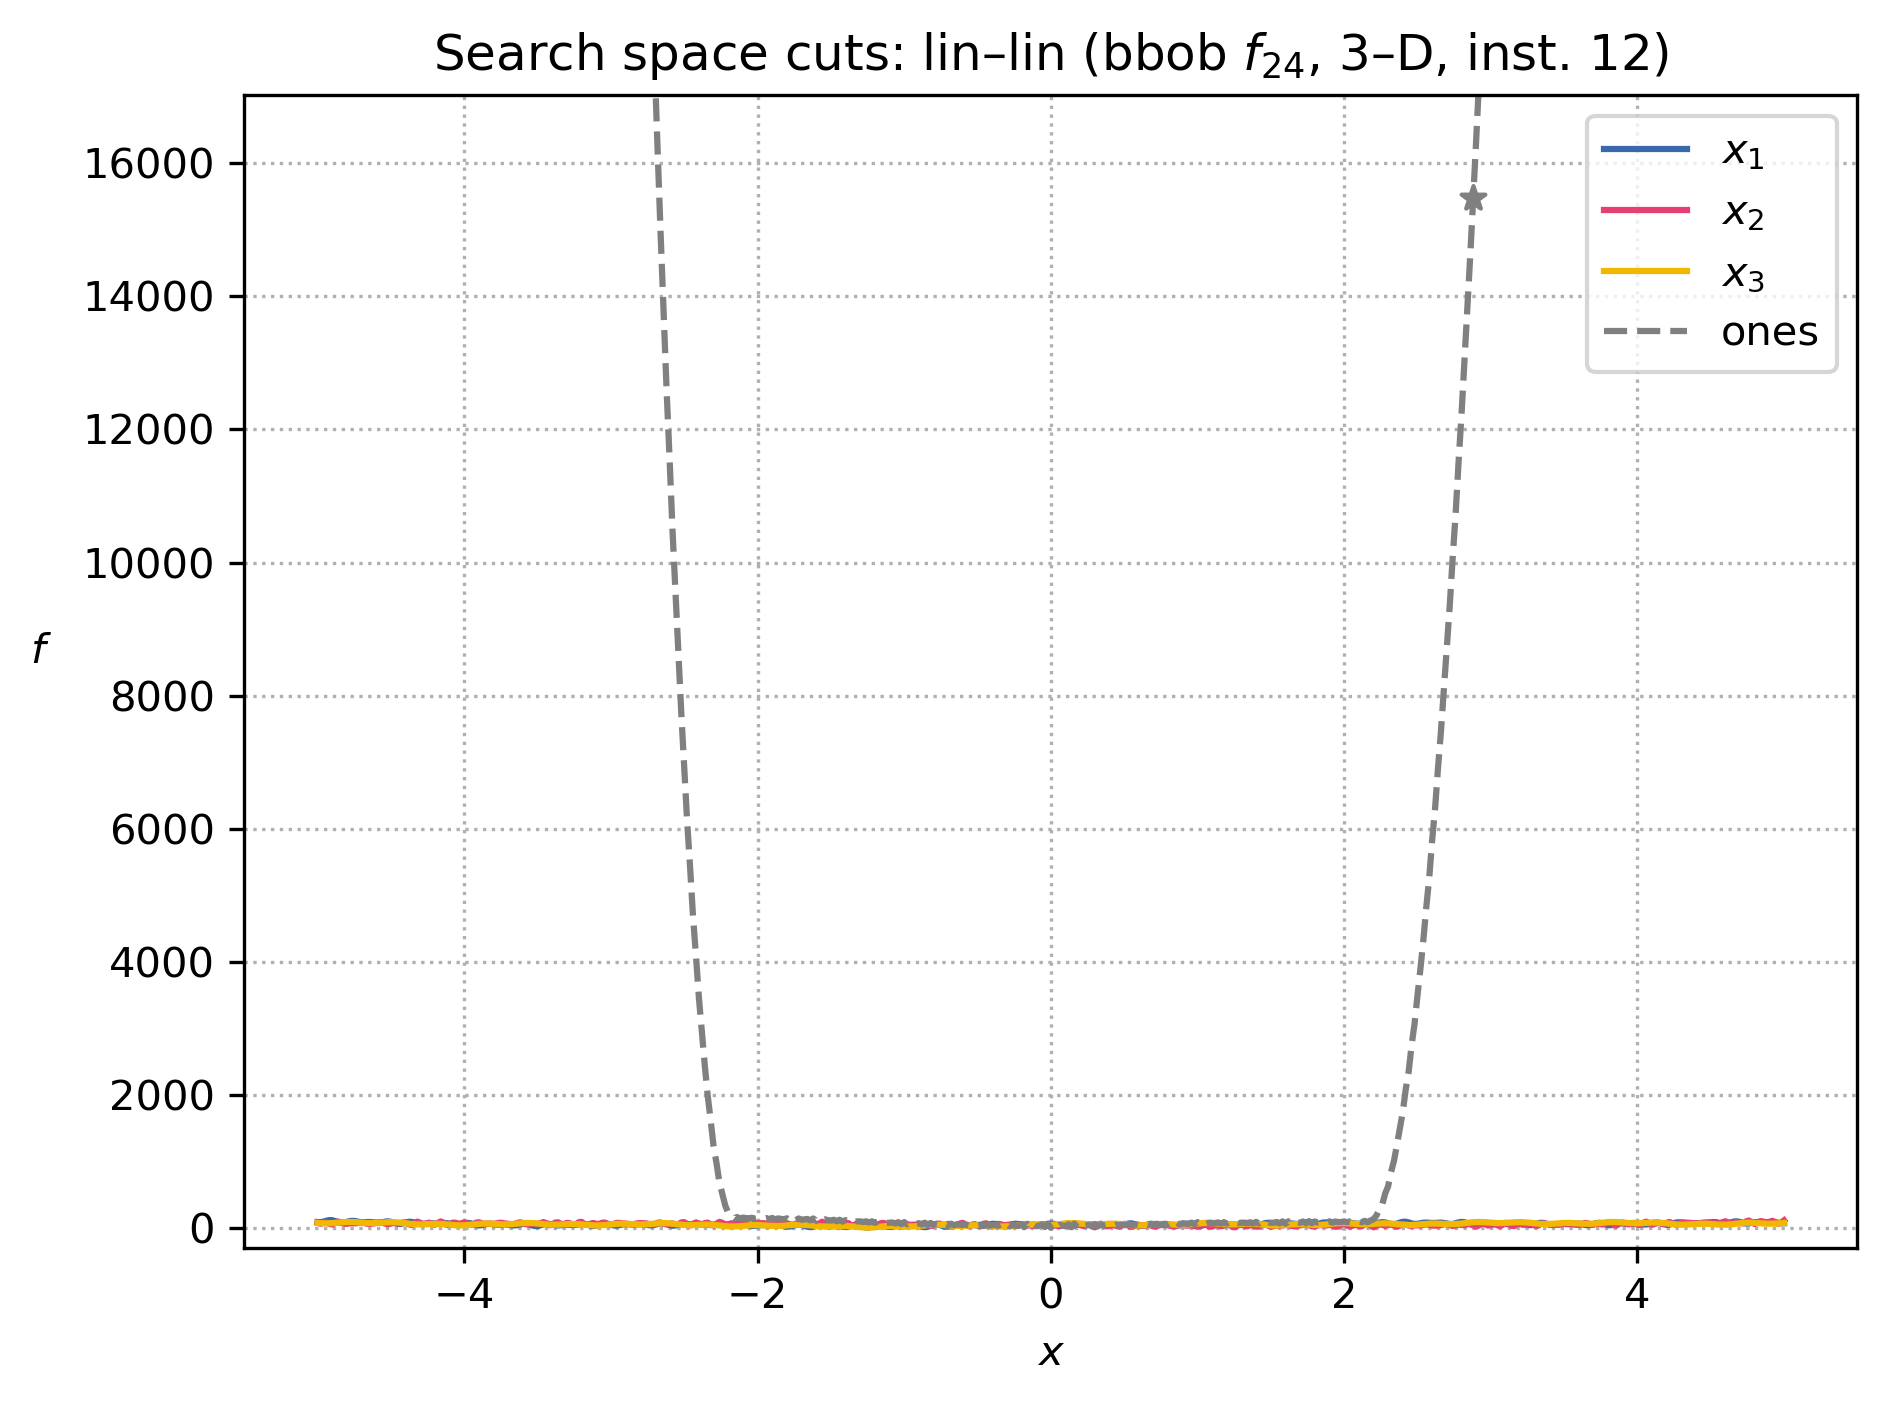 Search space cuts: lin–lin (bbob f24, 3–D, inst. 12)
16000
14000
12000
10000
8000
6000
4000
2000
0
f
−4
−2
0
2
4
x
x1
x2
x3
ones